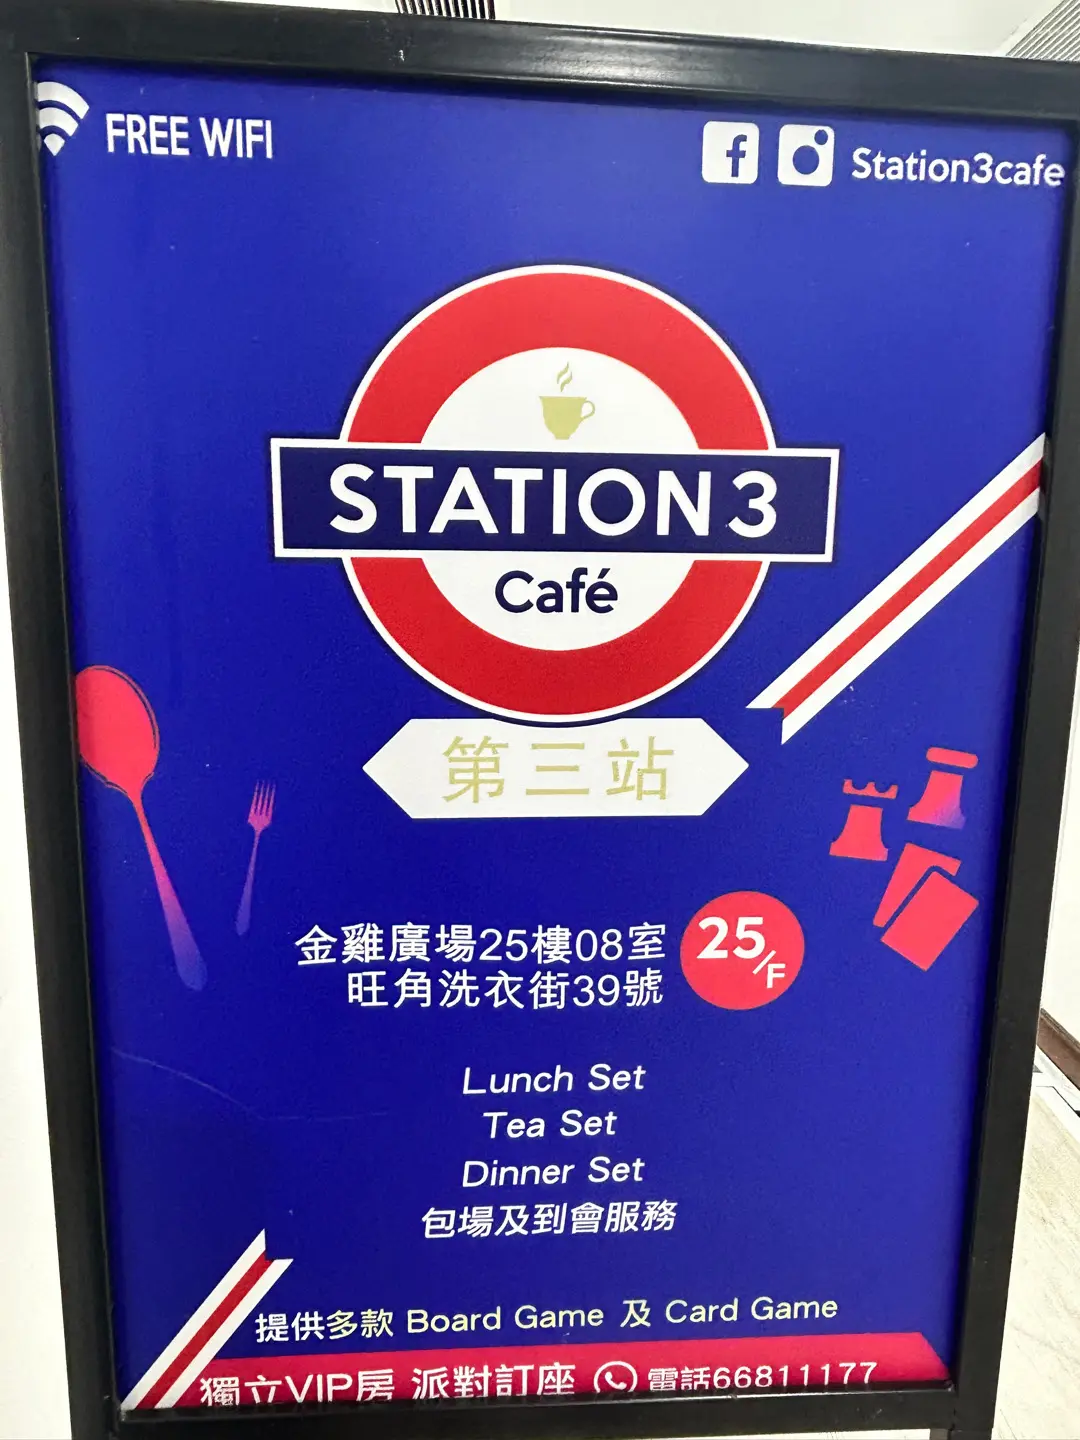 FREE WIFI
Station3cafe
STATION 3
Café
第三站
金雞廣場25樓08室
旺角洗衣街39號
25/F
Lunch Set
Tea Set
Dinner Set
包場及到會服務
提供多款 Board Game 及 Card Game
獨立VIP房 派對訂座 電話66811177